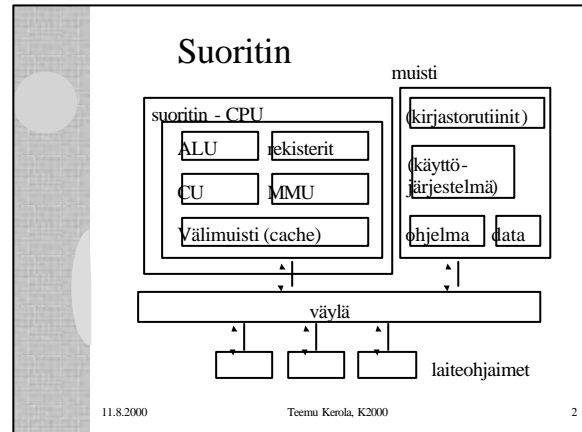 Suoritin
muisti
suoritin - CPU
(kirjastorutiinit)
ALU
rekisterit
(käyttö-
järjestelmä)
CU
MMU
Välimuisti (cache)
ohjelma
data
väylä
laiteohjaimet
11.8.2000
Teemu Kerola, K2000
2